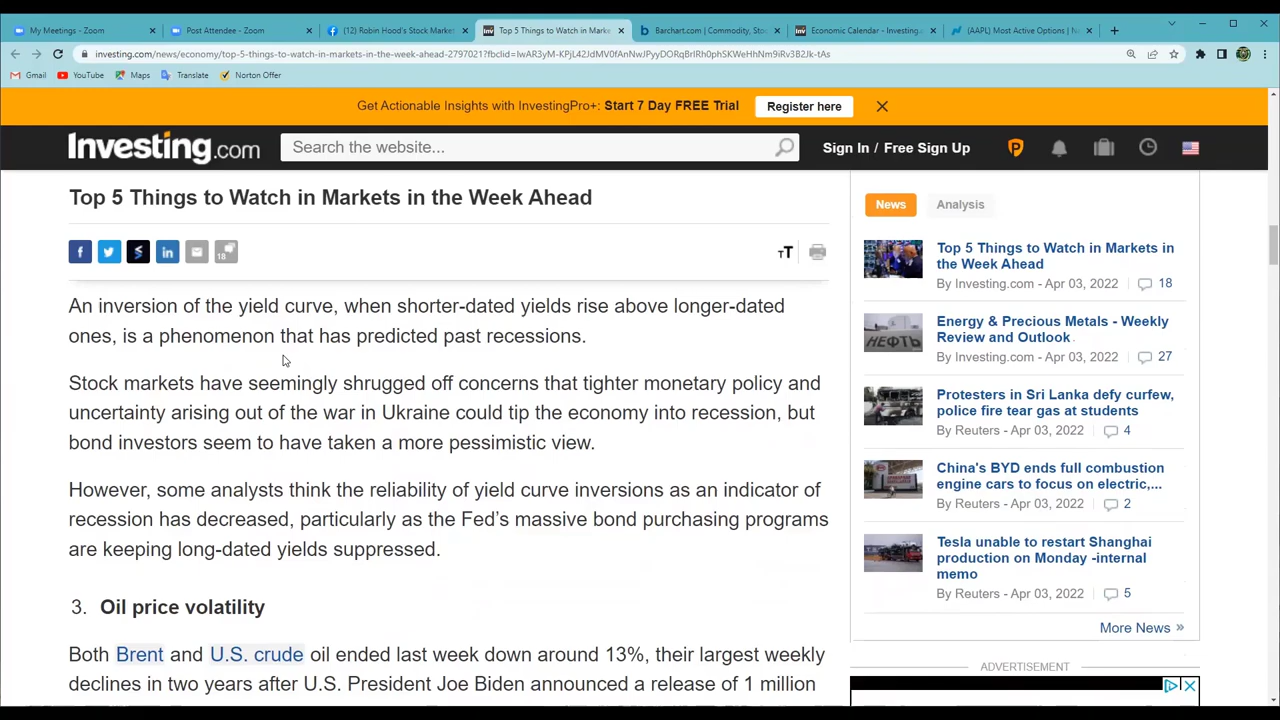 My Meetings - Zoom
Post Attendee - Zoom
(12) Robin Hood's Stock Market
Top 5 Things to Watch in Marke
Barchart.com | Commodity, Stoc
Economic Calendar - Investing.
(AAPL) Most Active Options | Na
investing.com/news/economy/top-5-things-to-watch-in-markets-in-the-week-ahead-2797021?fbclid=IwAR3yM-KPjL42JdMV0fAnNwJPyyDORqBrIRh0phSKWeHhNm9iRv3B2Jk-tAs
Gmail
YouTube
Maps
Translate
Norton Offer
Get Actionable Insights with InvestingPro+: Start 7 Day FREE Trial
Register here
Investing.com
Search the website...
Sign In / Free Sign Up
Top 5 Things to Watch in Markets in the Week Ahead
18
TT
An inversion of the yield curve, when shorter-dated yields rise above longer-dated
ones, is a phenomenon that has predicted past recessions.
Stock markets have seemingly shrugged off concerns that tighter monetary policy and
uncertainty arising out of the war in Ukraine could tip the economy into recession, but
bond investors seem to have taken a more pessimistic view.
However, some analysts think the reliability of yield curve inversions as an indicator of
recession has decreased, particularly as the Fed's massive bond purchasing programs
are keeping long-dated yields suppressed.
3. Oil price volatility
Both Brent and U.S. crude oil ended last week down around 13%, their largest weekly
declines in two years after U.S. President Joe Biden announced a release of 1 million
News
Analysis
Top 5 Things to Watch in Markets in
the Week Ahead
By Investing.com - Apr 03, 2022 18
Energy & Precious Metals - Weekly
Review and Outlook
By Investing.com - Apr 03, 2022 27
НЕФТЬ
Protesters in Sri Lanka defy curfew,
police fire tear gas at students
By Reuters - Apr 03, 2022 4
China's BYD ends full combustion
engine cars to focus on electric,...
By Reuters - Apr 03, 2022 2
Tesla unable to restart Shanghai
production on Monday -internal
memo
By Reuters - Apr 03, 2022 5
More News »
ADVERTISEMENT